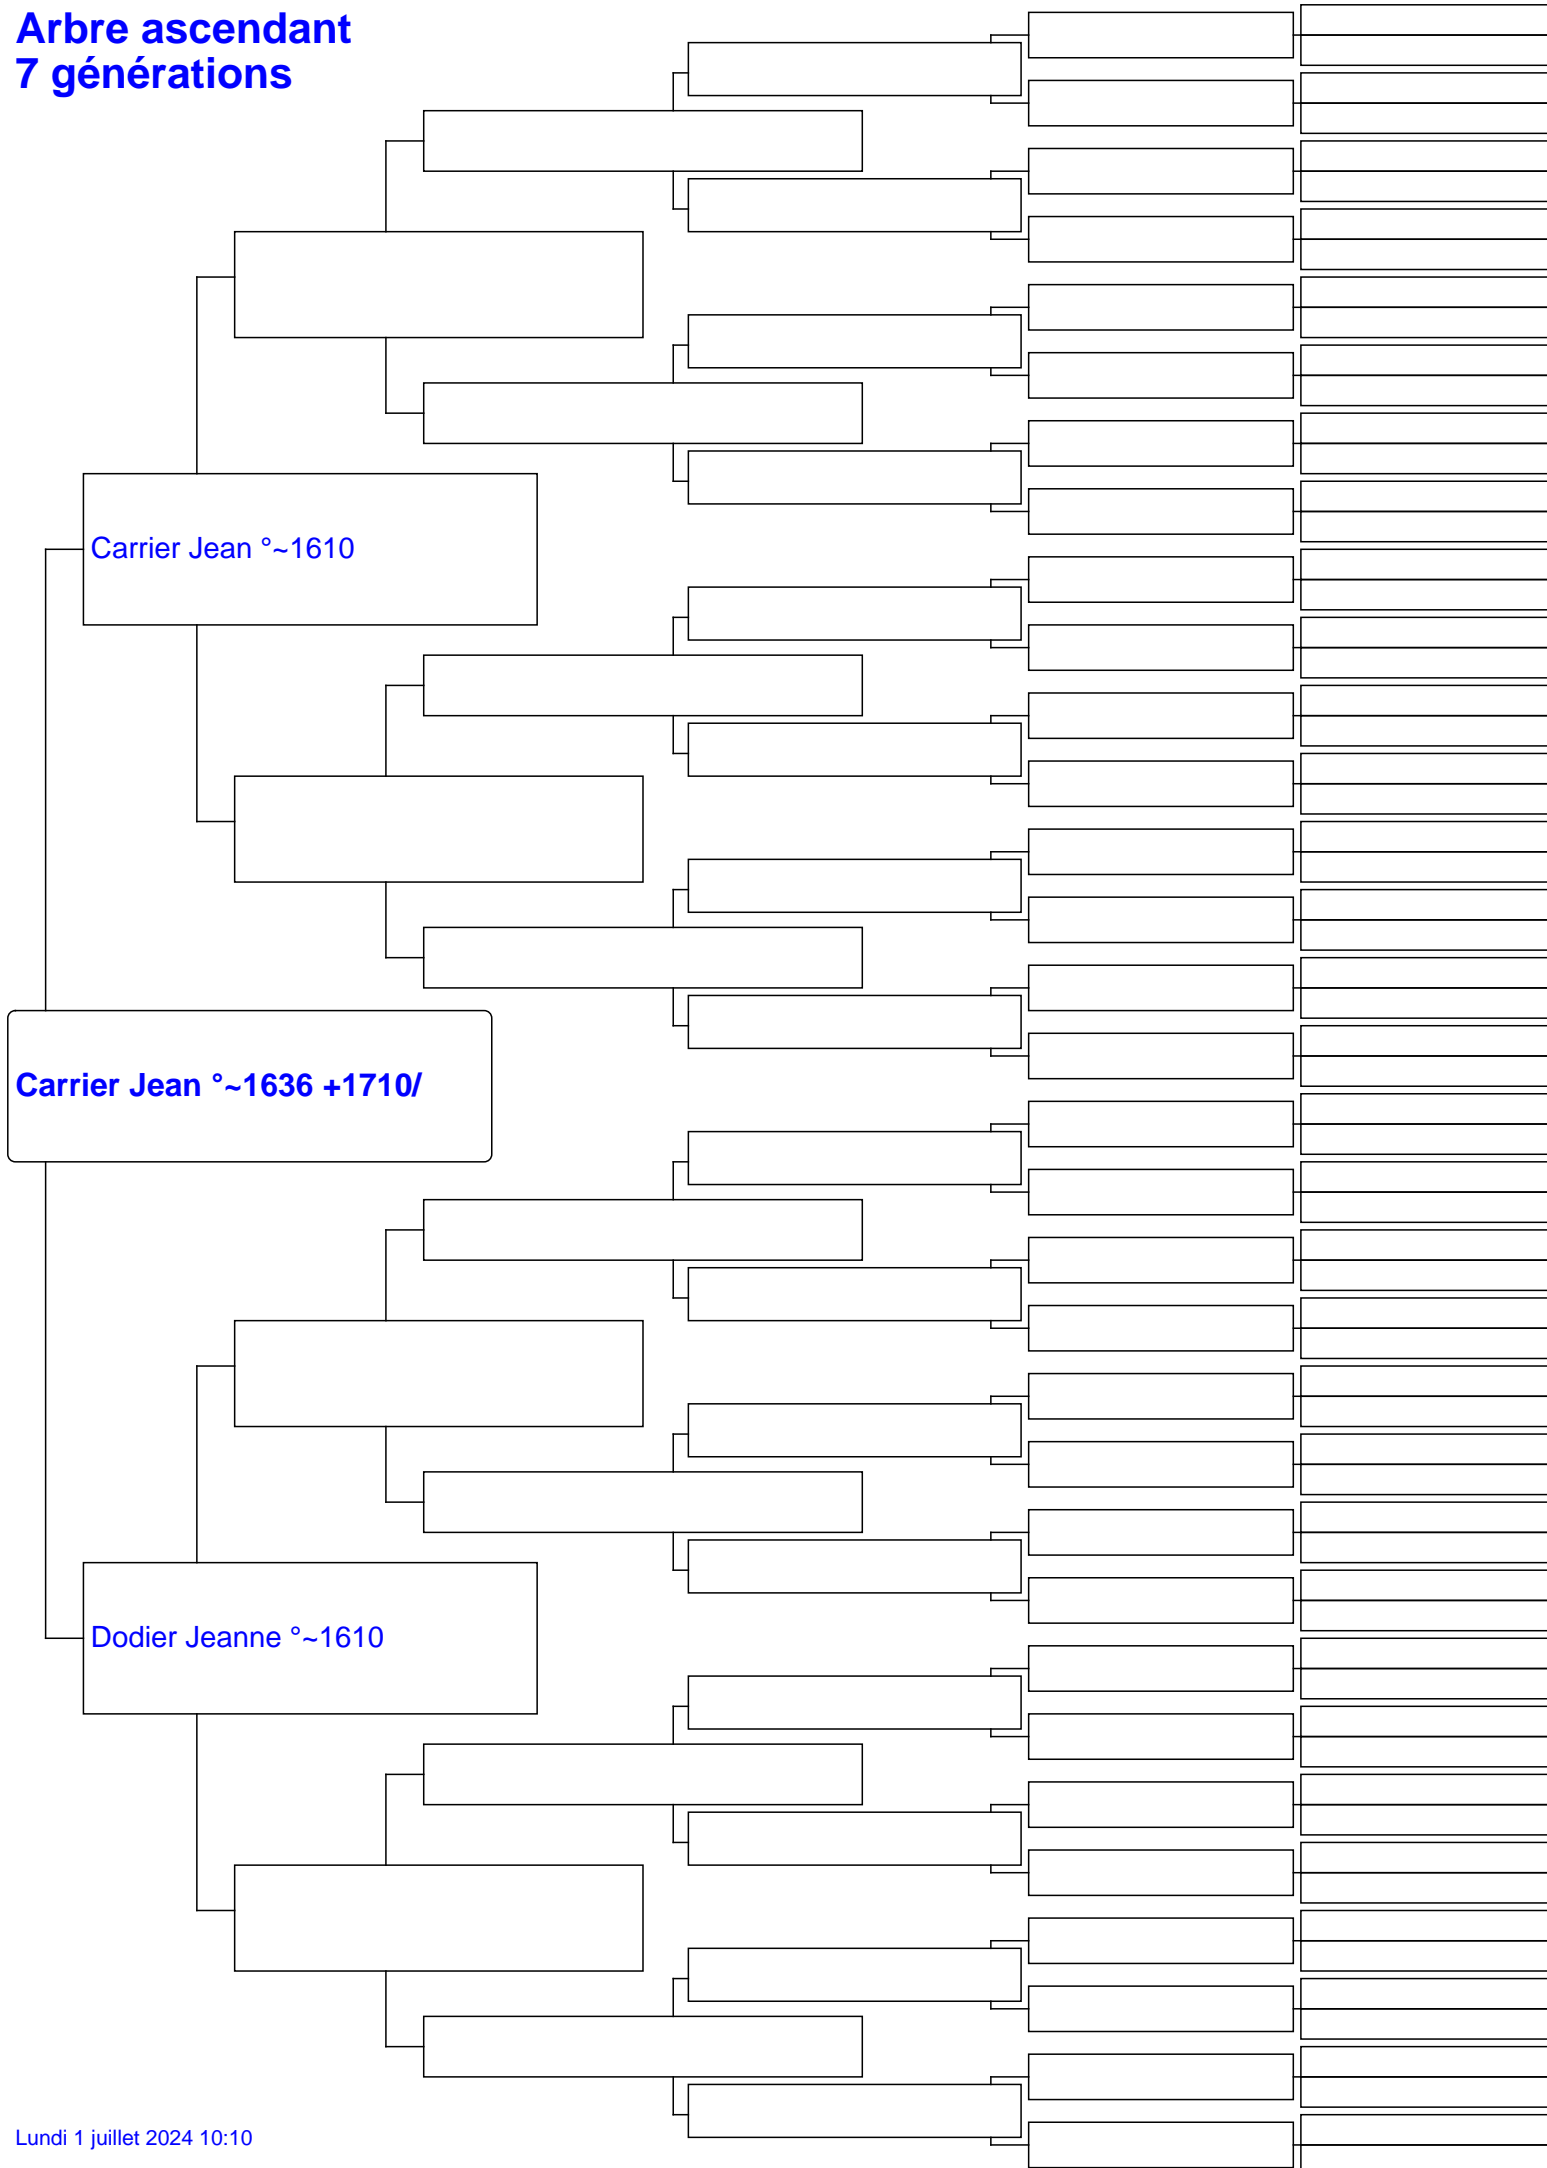 Arbre ascendant
7 générations
Carrier Jean °~1610
Carrier Jean °~1636 +1710/
Dodier Jeanne °~1610
Lundi 1 juillet 2024 10:10